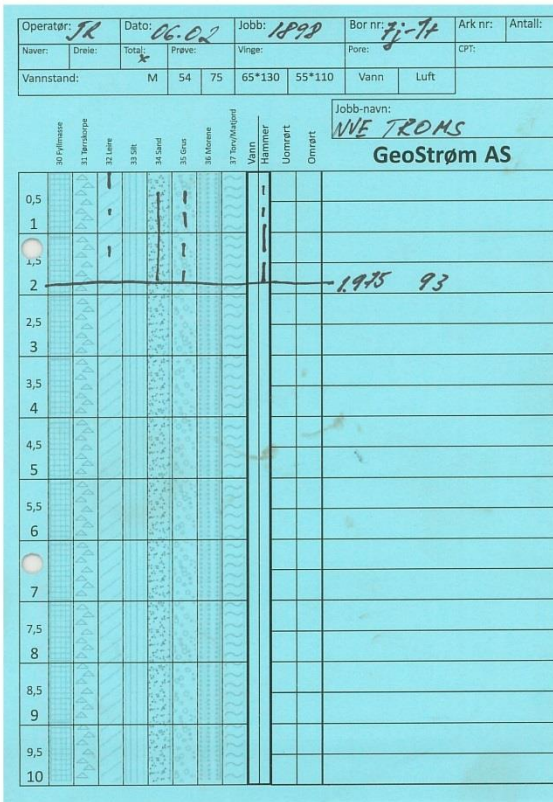 Operatør: JR Dato: 06.02 Jobb: 1898 Bor nr: 7j-1t Ark nr: Antall:
Naver: Dreie: Total: x Prøve: Vinge: Pore: CPT:
Vannstand: M 54 75 65*130 55*110 Vann Luft
Jobb-navn:
NVE TROMS
GeoStrøm AS
30 Fyllmasse 31 Tørrskorpe 32 Leire 33 Silt 34 Sand 35 Grus 36 Morene 37 Torv/Matjord Vann Hammer Uomrørt Omrørt
0,5
1
1,5
2 1.975 93
2,5
3
3,5
4
4,5
5
5,5
6
7
7,5
8
8,5
9
9,5
10